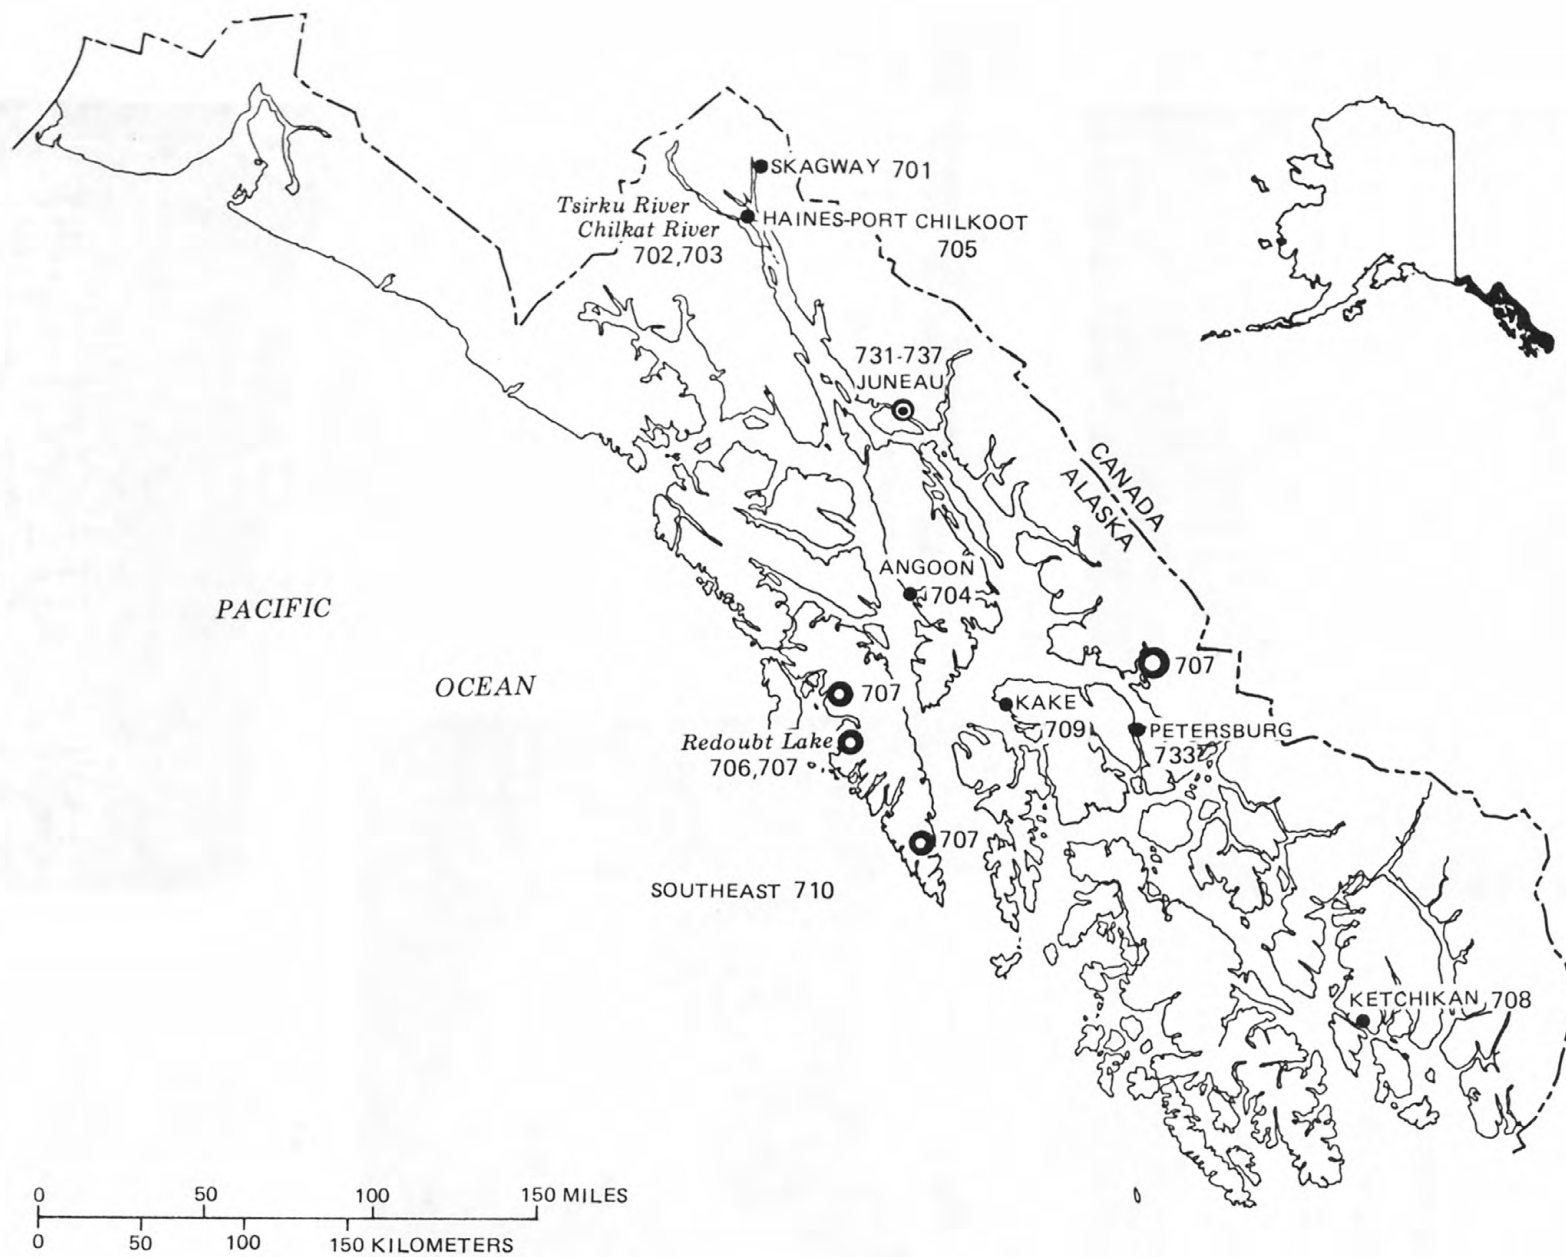 SKAGWAY 701
Tsirku River
Chilkat River
702,703
HAINES-PORT CHILKOOT
705
731-737
JUNEAU
CANADA
ALASKA
ANGOON
704
PACIFIC
OCEAN
707
707
KAKE
709
PETERSBURG
733
Redoubt Lake
706,707
707
SOUTHEAST 710
KETCHIKAN 708
0 50 100 150 MILES
0 50 100 150 KILOMETERS